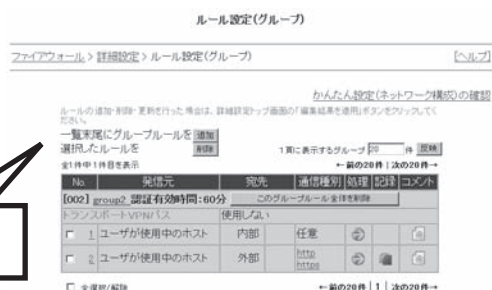 ルール設定(グループ)
ファイアウォール > 詳細設定 > ルール設定(グループ) [ヘルプ]
かんたん設定(ネットワーク構成)の確認
ルールの追加・削除・更新を行った場合は、詳細設定トップ画面の「編集結果を適用」ボタンをクリックしてく
ださい。
一覧末尾にグループルールを 追加
選択したルールを 削除 1頁に表示するグループ 20 件 反映
全1件中1件目を表示 ←前の20件 | 次の20件→
No. 発信元 宛先 通信種別 処理 記録 コメント
[002] group2 認証有効時間:60分 このグループルール全体を削除
トランスポートVPNパス 使用しない
1 ユーザが使用中のホスト 内部 任意
2 ユーザが使用中のホスト 外部 http
https
全選択/解除 ←前の20件 | 1 | 次の20件→